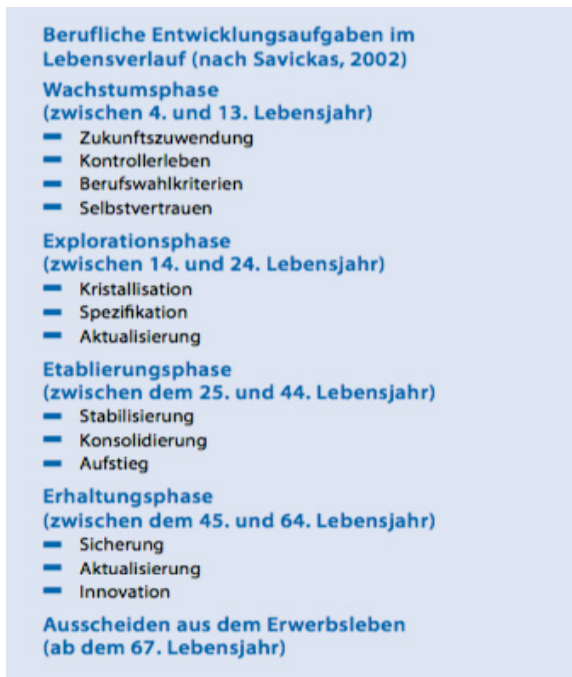 Berufliche Entwicklungsaufgaben im
Lebensverlauf (nach Savickas, 2002)
Wachstumsphase
(zwischen 4. und 13. Lebensjahr)
Zukunftszuwendung
Kontrollerleben
Berufswahlkriterien
Selbstvertrauen
Explorationsphase
(zwischen 14. und 24. Lebensjahr)
Kristallisation
Spezifikation
Aktualisierung
Etablierungsphase
(zwischen dem 25. und 44. Lebensjahr)
Stabilisierung
Konsolidierung
Aufstieg
Erhaltungsphase
(zwischen dem 45. und 64. Lebensjahr)
Sicherung
Aktualisierung
Innovation
Ausscheiden aus dem Erwerbsleben
(ab dem 67. Lebensjahr)